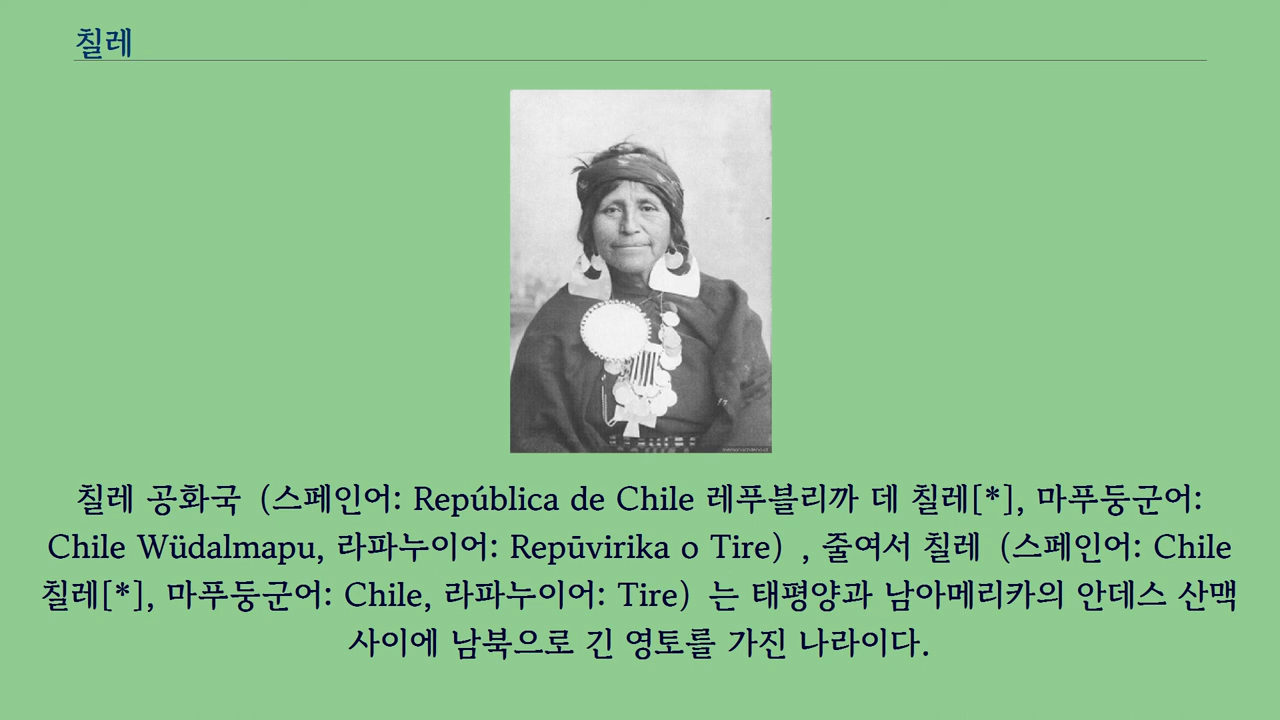 칠레
칠레 공화국 (스페인어: República de Chile 레푸블리까 데 칠레[*], 마푸둥군어:
Chile Wüdalmapu, 라파누이어: Repūvirika o Tire) , 줄여서 칠레 (스페인어: Chile
칠레[*], 마푸둥군어: Chile, 라파누이어: Tire) 는 태평양과 남아메리카의 안데스 산맥
사이에 남북으로 긴 영토를 가진 나라이다.